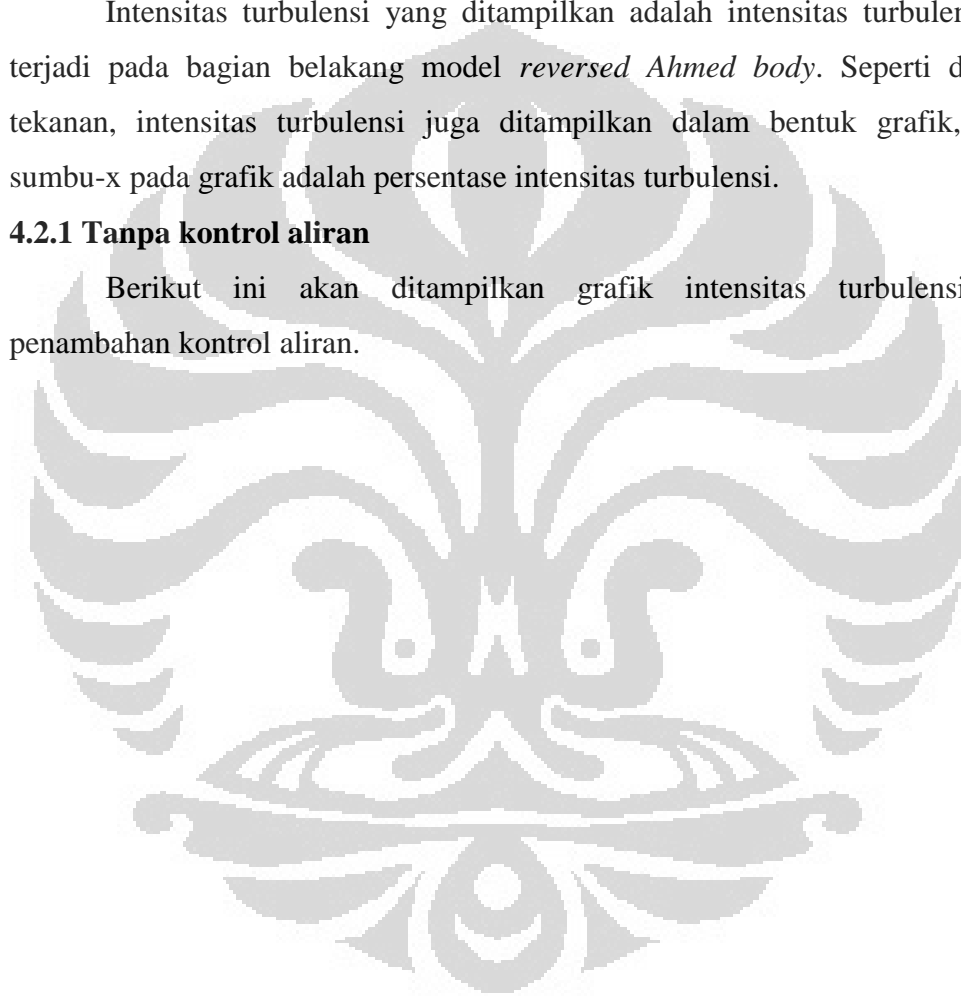 Intensitas turbulensi yang ditampilkan adalah intensitas
terjadi pada bagian belakang model reversed Ahmed body. Seperti
tekanan, intensitas turbulensi juga ditampilkan dalam bentuk grafik,
sumbu-x pada grafik adalah persentase intensitas turbulensi.
4.2.1 Tanpa kontrol aliran
Berikut ini akan ditampilkan grafik intensitas turbulensi
penambahan kontrol aliran.